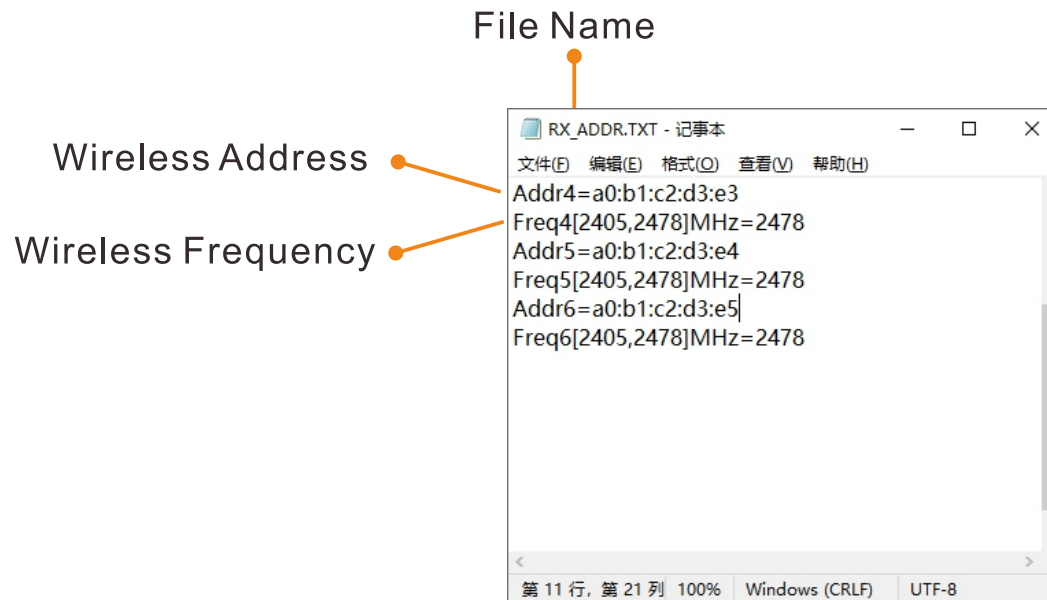 File Name
RX_ADDR.TXT - 记事本
文件(F) 编辑(E) 格式(O) 查看(V) 帮助(H)
Wireless Address
Addr4=a0:b1:c2:d3:e3
Wireless Frequency
Freq4[2405,2478]MHz=2478
Addr5=a0:b1:c2:d3:e4
Freq5[2405,2478]MHz=2478
Addr6=a0:b1:c2:d3:e5
Freq6[2405,2478]MHz=2478
第 11 行, 第 21 列 100% Windows (CRLF) UTF-8